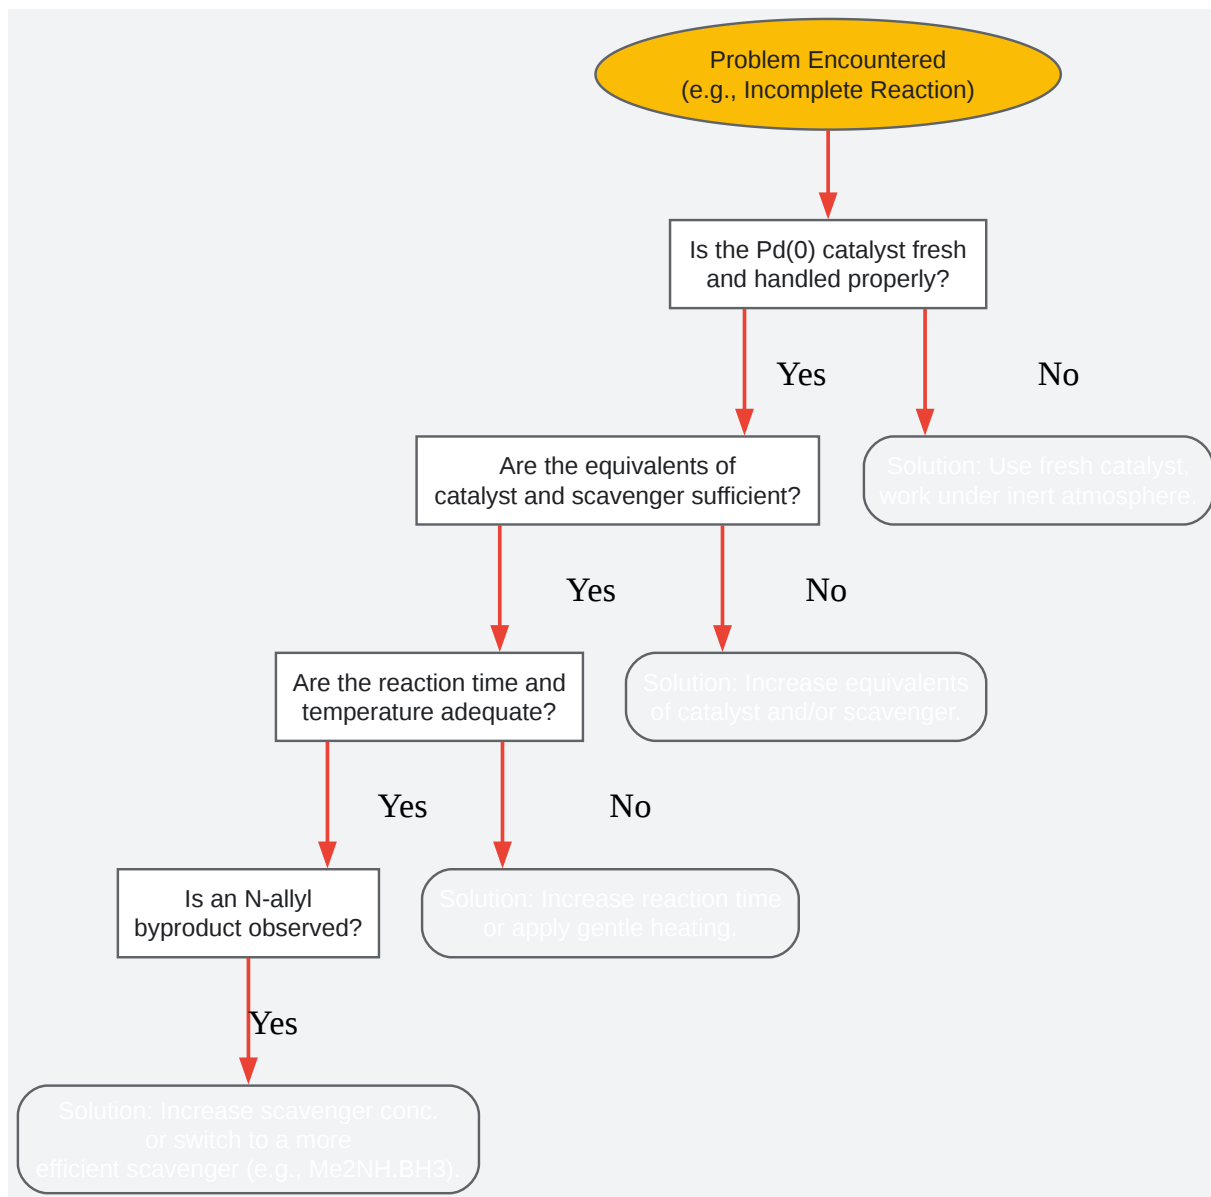 Problem Encountered
(e.g., Incomplete Reaction)
Is the Pd(0) catalyst fresh
and handled properly?
Yes
No
Are the equivalents of
catalyst and scavenger sufficient?
Solution: Use fresh catalyst,
work under inert atmosphere.
Yes
No
Are the reaction time and
temperature adequate?
Solution: Increase equivalents
of catalyst and/or scavenger.
Yes
No
Is an N-allyl
byproduct observed?
Solution: Increase reaction time
or apply gentle heating.
Yes
Solution: Increase scavenger conc.
or switch to a more
efficient scavenger (e.g., Me2NH.BH3).